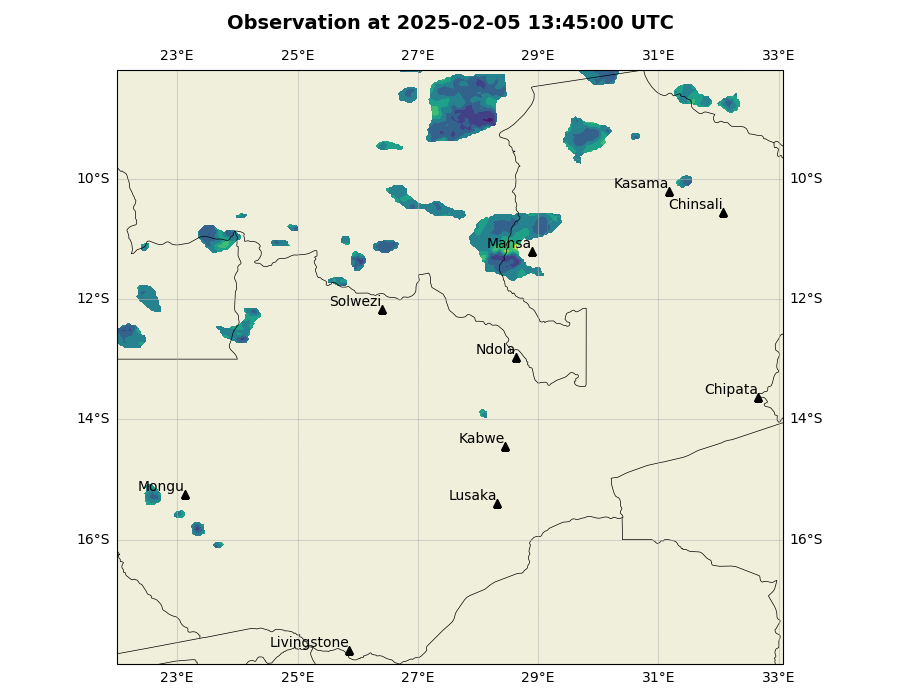 Observation at 2025-02-05 13:45:00 UTC
23°E 25°E 27°E 29°E 31°E 33°E
10°S 10°S
Kasama
Chinsali
Mansa
12°S 12°S
Solwezi
Ndola
Chipata
14°S 14°S
Kabwe
Mongu
Lusaka
16°S 16°S
Livingstone
23°E 25°E 27°E 29°E 31°E 33°E